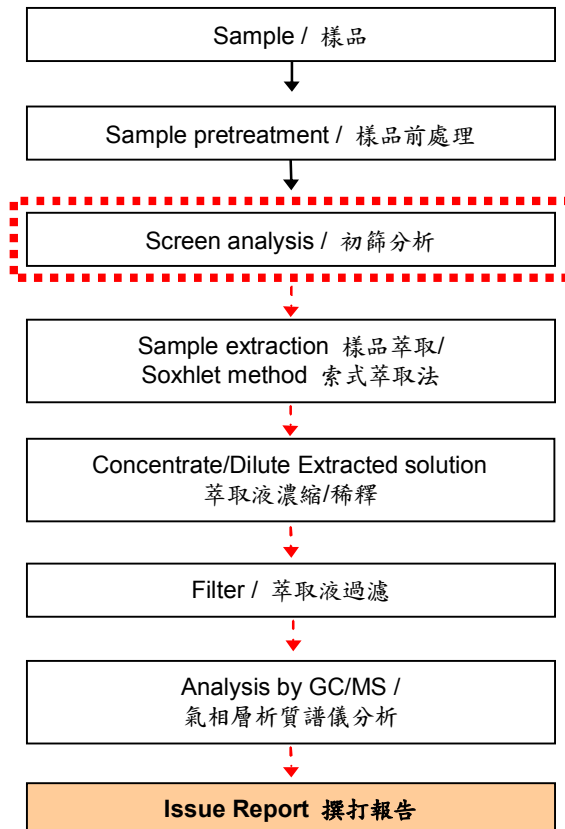 Sample / 樣品
Sample pretreatment / 樣品前處理
Screen analysis / 初篩分析
Sample extraction 樣品萃取/
Soxhlet method 索式萃取法
Concentrate/Dilute Extracted solution
萃取液濃縮/稀釋
Filter / 萃取液過濾
Analysis by GC/MS /
氣相層析質譜儀分析
Issue Report 撰打報告